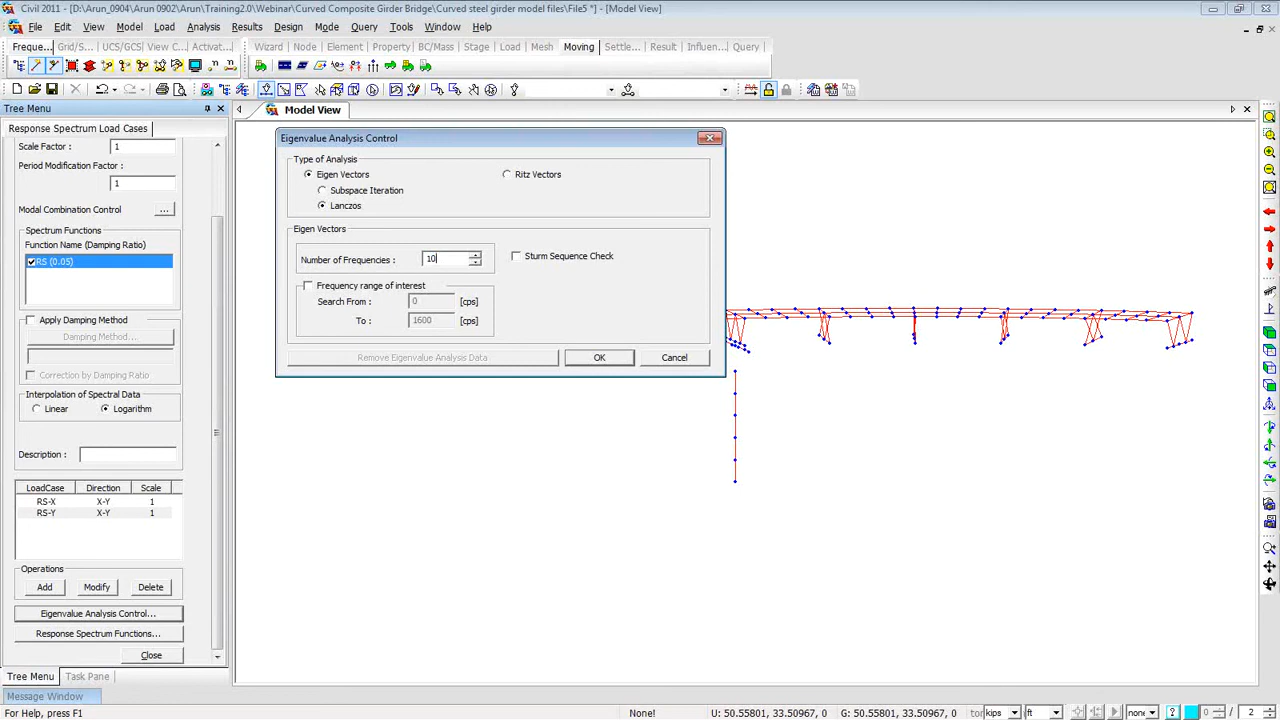 Civil 2011 - [D:\Arun_0904\Arun 0902\Arun\Training2.0\Webinar\Curved Composite Girder Bridge\Curved steel girder model files\File5 *] - [Model View]
File Edit View Model Load Analysis Results Design Mode Query Tools Window Help
Freque... Grid/S... UCS/GCS View C... Activat... Wizard Node Element Property BC/Mass Stage Load Mesh Moving Settle... Result Influen... Query
Tree Menu
Model View
Response Spectrum Load Cases
Scale Factor : 1
Period Modification Factor :
1
Modal Combination Control ...
Spectrum Functions
Function Name (Damping Ratio)
RS (0.05)
Apply Damping Method
Damping Method...
Correction by Damping Ratio
Interpolation of Spectral Data
Linear Logarithm
Description :
LoadCase Direction Scale
RS-X X-Y 1
RS-Y X-Y 1
Operations
Add Modify Delete
Eigenvalue Analysis Control...
Response Spectrum Functions...
Close
Tree Menu Task Pane
Eigenvalue Analysis Control
Type of Analysis
Eigen Vectors Ritz Vectors
Subspace Iteration
Lanczos
Eigen Vectors
Number of Frequencies : 10 Sturm Sequence Check
Frequency range of interest
Search From : 0 [cps]
To : 1600 [cps]
Remove Eigenvalue Analysis Data OK Cancel
Message Window
For Help, press F1 None! U: 50.55801, 33.50967, 0 G: 50.55801, 33.50967, 0 kips ft none 0 / 2